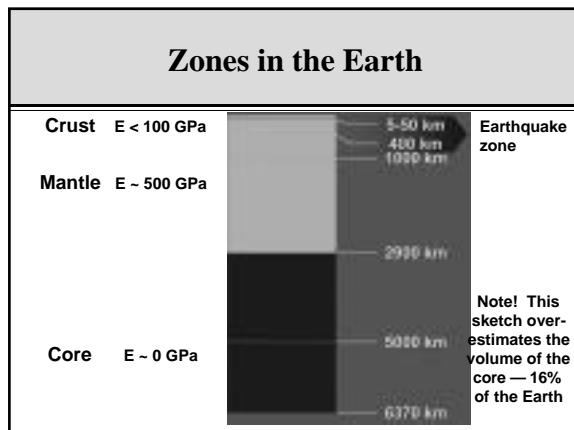 Zones in the Earth
Crust E < 100 GPa
5-50 km
400 km
1000 km
Earthquake
zone
Mantle E ~ 500 GPa
2900 km
Core E ~ 0 GPa
5000 km
6370 km
Note! This
sketch over-
estimates the
volume of the
core — 16%
of the Earth